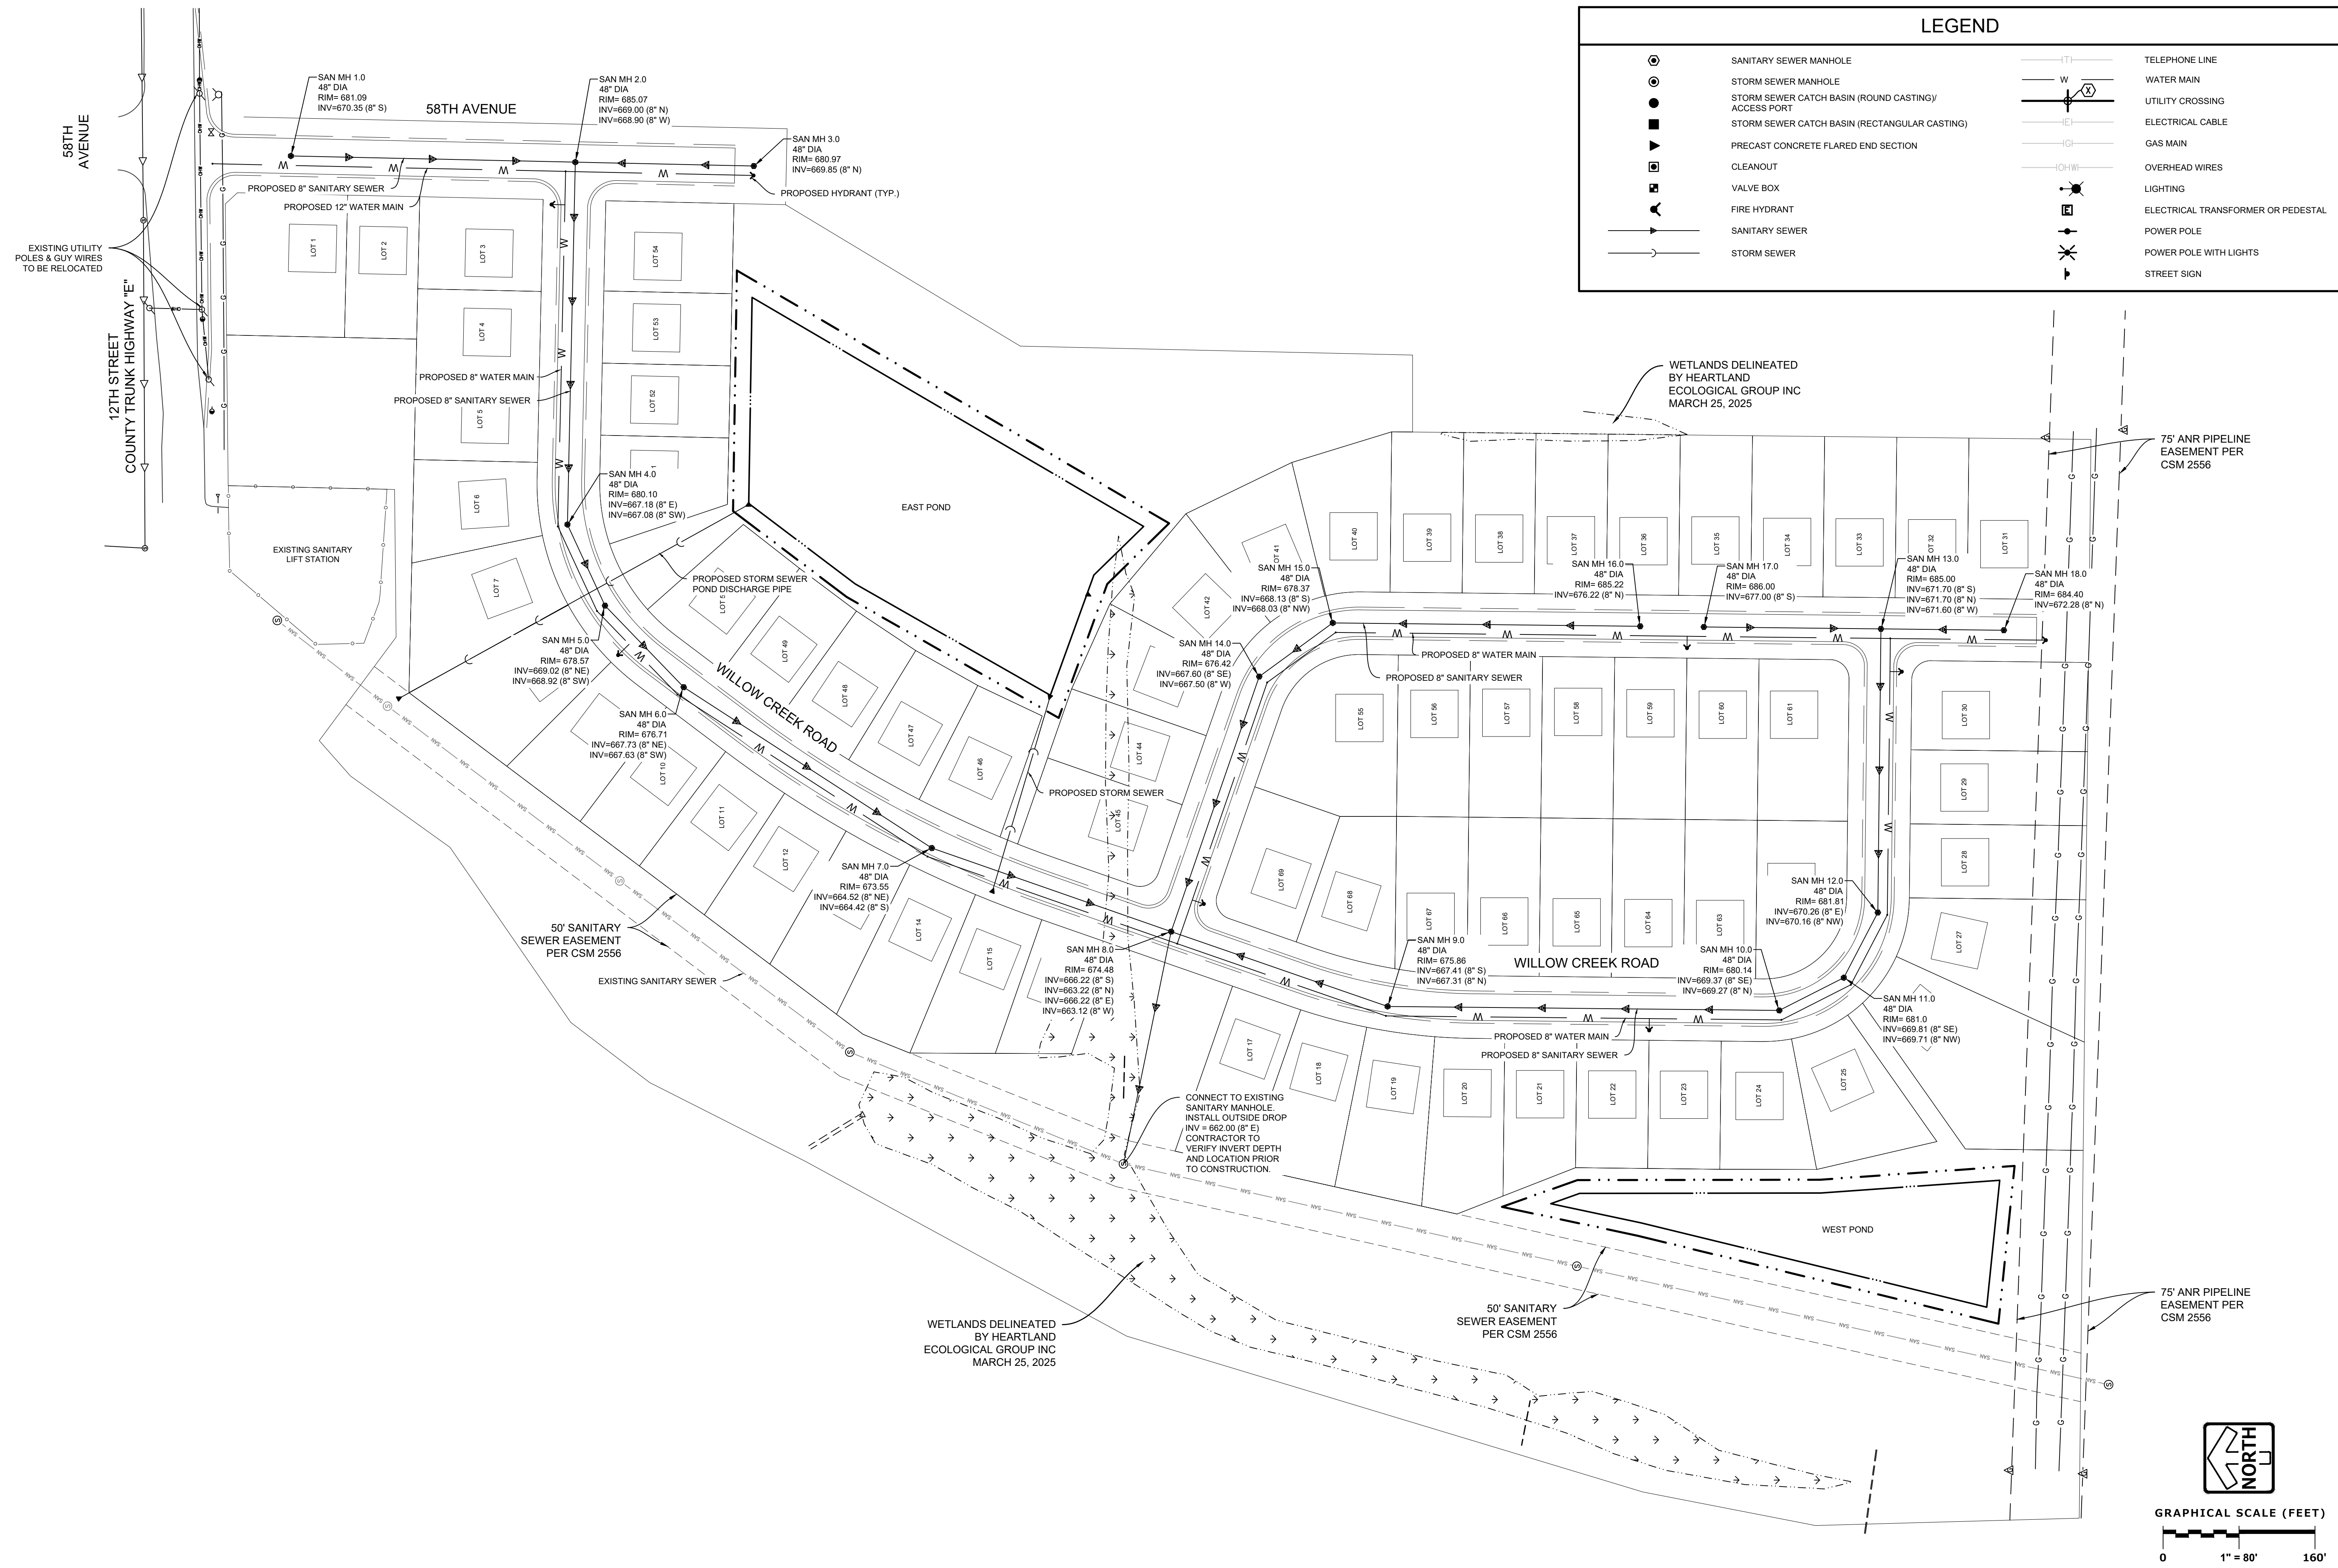 LEGEND
SANITARY SEWER MANHOLE
STORM SEWER MANHOLE
STORM SEWER CATCH BASIN (ROUND CASTING)/
ACCESS PORT
STORM SEWER CATCH BASIN (RECTANGULAR CASTING)
PRECAST CONCRETE FLARED END SECTION
CLEANOUT
VALVE BOX
FIRE HYDRANT
SANITARY SEWER
STORM SEWER
TELEPHONE LINE
WATER MAIN
UTILITY CROSSING
ELECTRICAL CABLE
GAS MAIN
OVERHEAD WIRES
LIGHTING
ELECTRICAL TRANSFORMER OR PEDESTAL
POWER POLE
POWER POLE WITH LIGHTS
STREET SIGN
SAN MH 1.0
48" DIA
RIM= 681.09
INV=670.35 (8" S)
58TH AVENUE
SAN MH 2.0
48" DIA
RIM= 685.07
INV=669.00 (8" N)
INV=668.90 (8" W)
SAN MH 3.0
48" DIA
RIM= 680.97
INV=669.85 (8" N)
58TH
AVENUE
PROPOSED 8" SANITARY SEWER
PROPOSED 12" WATER MAIN
PROPOSED HYDRANT (TYP.)
EXISTING UTILITY
POLES & GUY WIRES
TO BE RELOCATED
12TH STREET
COUNTY TRUNK HIGHWAY "E"
LOT 1
LOT 2
LOT 3
LOT 4
LOT 5
LOT 6
LOT 7
LOT 54
LOT 53
LOT 52
PROPOSED 8" WATER MAIN
PROPOSED 8" SANITARY SEWER
SAN MH 4.0
48" DIA
RIM= 680.10
INV=667.18 (8" E)
INV=667.08 (8" SW)
EAST POND
EXISTING SANITARY
LIFT STATION
PROPOSED STORM SEWER
POND DISCHARGE PIPE
SAN MH 5.0
48" DIA
RIM= 678.57
INV=669.02 (8" NE)
INV=668.92 (8" SW)
SAN MH 6.0
48" DIA
RIM= 676.71
INV=667.73 (8" NE)
INV=667.63 (8" SW)
WILLOW CREEK ROAD
LOT 49
LOT 48
LOT 47
LOT 46
LOT 10
LOT 11
LOT 12
LOT 14
LOT 15
SAN MH 7.0
48" DIA
RIM= 673.55
INV=664.52 (8" NE)
INV=664.42 (8" S)
PROPOSED STORM SEWER
LOT 44
LOT 45
50' SANITARY
SEWER EASEMENT
PER CSM 2556
EXISTING SANITARY SEWER
SAN MH 8.0
48" DIA
RIM= 674.48
INV=666.22 (8" S)
INV=663.22 (8" N)
INV=666.22 (8" E)
INV=663.12 (8" W)
CONNECT TO EXISTING
SANITARY MANHOLE.
INSTALL OUTSIDE DROP
INV = 662.00 (8" E)
CONTRACTOR TO
VERIFY INVERT DEPTH
AND LOCATION PRIOR
TO CONSTRUCTION.
WETLANDS DELINEATED
BY HEARTLAND
ECOLOGICAL GROUP INC
MARCH 25, 2025
75' ANR PIPELINE
EASEMENT PER
CSM 2556
LOT 42
LOT 41
LOT 40
LOT 39
LOT 38
LOT 37
LOT 36
LOT 35
LOT 34
LOT 33
LOT 32
LOT 31
SAN MH 15.0
48" DIA
RIM= 678.37
INV=668.13 (8" S)
INV=668.03 (8" NW)
SAN MH 16.0
48" DIA
RIM= 685.22
INV=676.22 (8" N)
SAN MH 17.0
48" DIA
RIM= 686.00
INV=677.00 (8" S)
SAN MH 13.0
48" DIA
RIM= 685.00
INV=671.70 (8" S)
INV=671.70 (8" N)
INV=671.60 (8" W)
SAN MH 18.0
48" DIA
RIM= 684.40
INV=672.28 (8" N)
SAN MH 14.0
48" DIA
RIM= 676.42
INV=667.60 (8" SE)
INV=667.50 (8" W)
PROPOSED 8" WATER MAIN
PROPOSED 8" SANITARY SEWER
LOT 55
LOT 56
LOT 57
LOT 58
LOT 59
LOT 60
LOT 61
LOT 30
LOT 29
LOT 28
LOT 27
LOT 69
LOT 68
LOT 67
LOT 66
LOT 65
LOT 64
LOT 63
SAN MH 12.0
48" DIA
RIM= 681.81
INV=670.26 (8" E)
INV=670.16 (8" NW)
SAN MH 9.0
48" DIA
RIM= 675.86
INV=667.41 (8" S)
INV=667.31 (8" N)
WILLOW CREEK ROAD
SAN MH 10.0
48" DIA
RIM= 680.14
INV=669.37 (8" SE)
INV=669.27 (8" N)
SAN MH 11.0
48" DIA
RIM= 681.0
INV=669.81 (8" SE)
INV=669.71 (8" NW)
PROPOSED 8" WATER MAIN
PROPOSED 8" SANITARY SEWER
LOT 17
LOT 18
LOT 19
LOT 20
LOT 21
LOT 22
LOT 23
LOT 24
LOT 25
WEST POND
50' SANITARY
SEWER EASEMENT
PER CSM 2556
75' ANR PIPELINE
EASEMENT PER
CSM 2556
WETLANDS DELINEATED
BY HEARTLAND
ECOLOGICAL GROUP INC
MARCH 25, 2025
NORTH
GRAPHICAL SCALE (FEET)
0 1" = 80' 160'